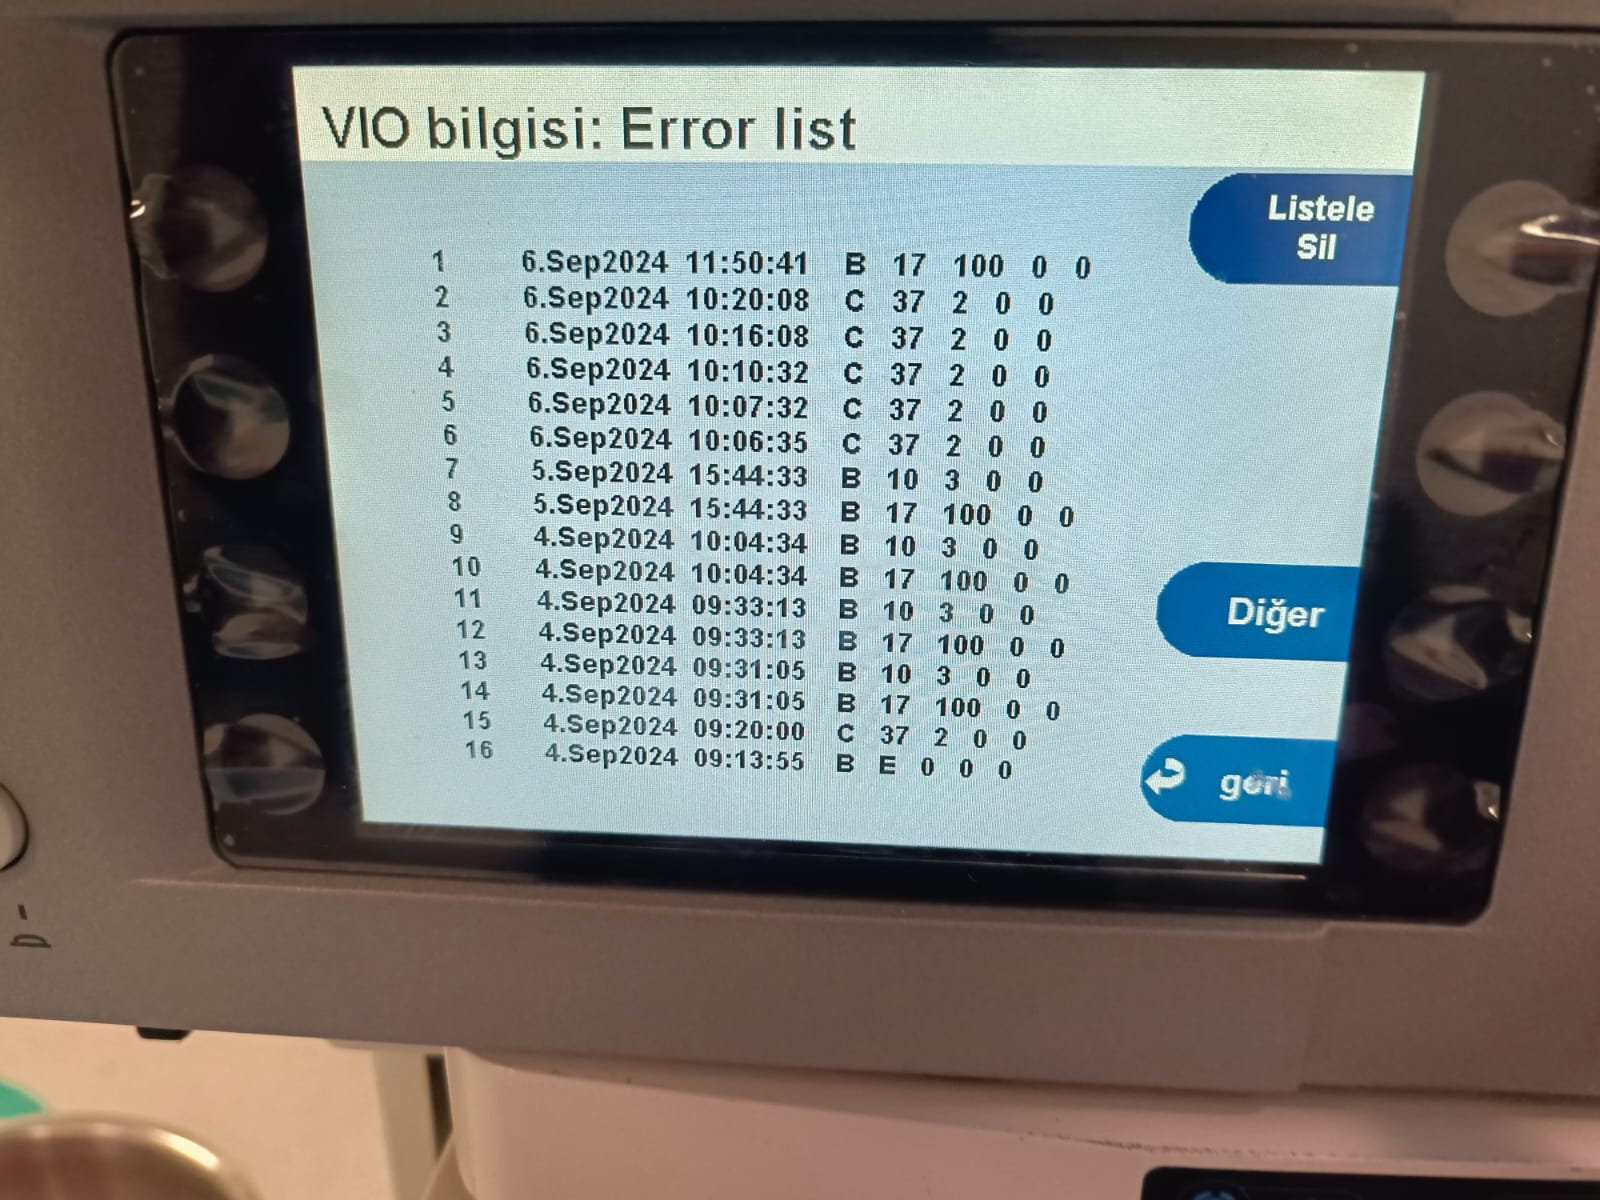 VIO bilgisi: Error list
Listele
Sil
1 6.Sep2024 11:50:41 B 17 100 0 0
2 6.Sep2024 10:20:08 C 37 2 0 0
3 6.Sep2024 10:16:08 C 37 2 0 0
4 6.Sep2024 10:10:32 C 37 2 0 0
5 6.Sep2024 10:07:32 C 37 2 0 0
6 6.Sep2024 10:06:35 C 37 2 0 0
7 5.Sep2024 15:44:33 B 10 3 0 0
8 5.Sep2024 15:44:33 B 17 100 0 0
9 4.Sep2024 10:04:34 B 10 3 0 0
10 4.Sep2024 10:04:34 B 17 100 0 0
11 4.Sep2024 09:33:13 B 10 3 0 0
12 4.Sep2024 09:33:13 B 17 100 0 0
13 4.Sep2024 09:31:05 B 10 3 0 0
14 4.Sep2024 09:31:05 B 17 100 0 0
15 4.Sep2024 09:20:00 C 37 2 0 0
16 4.Sep2024 09:13:55 B E 0 0 0
Diğer
geri